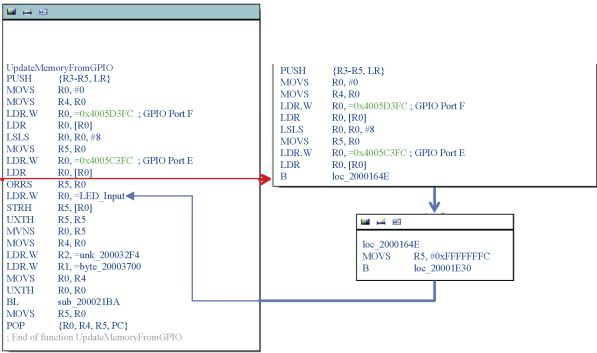 UpdateMemoryFromGPIO
PUSH {R3-R5, LR}
MOVS R0, #0
MOVS R4, R0
LDR.W R0, =0x4005D3FC ; GPIO Port F
LDR R0, [R0]
LSLS R0, R0, #8
MOVS R5, R0
LDR.W R0, =0x4005C3FC ; GPIO Port E
LDR R0, [R0]
ORRS R5, R0
LDR.W R0, =LED_Input
STRH R5, [R0]
UXTH R5, R5
MVNS R0, R5
MOVS R4, R0
LDR.W R2, =unk_200032F4
LDR.W R1, =byte_20003700
MOVS R0, R4
UXTH R0, R0
BL sub_200021BA
MOVS R5, R0
POP {R0, R4, R5, PC}
; End of function UpdateMemoryFromGPIO
PUSH {R3-R5, LR}
MOVS R0, #0
MOVS R4, R0
LDR.W R0, =0x4005D3FC ; GPIO Port F
LDR R0, [R0]
LSLS R0, R0, #8
MOVS R5, R0
LDR.W R0, =0x4005C3FC ; GPIO Port E
LDR R0, [R0]
B loc_2000164E
loc_2000164E
MOVS R5, #0xFFFFFFFC
B loc_20001E30